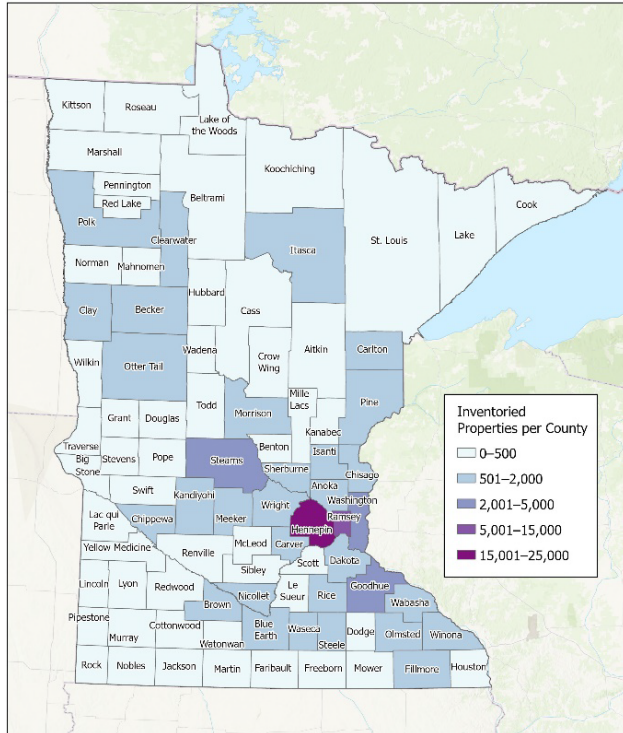 Kittson
Roseau
Lake of
the Woods
Marshall
Koochiching
Pennington
Red Lake
Beltrami
Cook
Polk
Clearwater
Itasca
St. Louis
Lake
Norman
Mahnomen
Hubbard
Cass
Clay
Becker
Wilkin
Otter Tail
Wadena
Crow
Wing
Aitkin
Carlton
Todd
Morrison
Mille
Lacs
Kanabec
Pine
Grant
Douglas
Traverse
Big
Stone
Stevens
Pope
Stearns
Benton
Sherburne
Isanti
Chisago
Anoka
Swift
Kandiyohi
Wright
Washington
Lac qui
Parle
Chippewa
Meeker
Hennepin
Ramsey
Yellow Medicine
Renville
McLeod
Carver
Scott
Dakota
Sibley
Lincoln
Lyon
Redwood
Nicollet
Le
Sueur
Rice
Goodhue
Brown
Wabasha
Pipestone
Murray
Cottonwood
Watonwan
Blue
Earth
Waseca
Steele
Dodge
Olmsted
Winona
Rock
Nobles
Jackson
Martin
Faribault
Freeborn
Mower
Fillmore
Houston
Inventoried
Properties per County
0–500
501–2,000
2,001–5,000
5,001–15,000
15,001–25,000